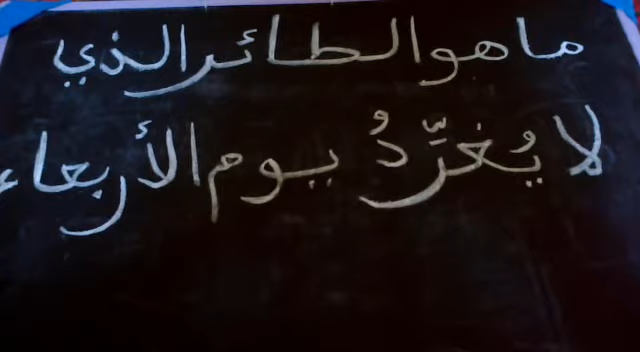 ما هو الطائر الذي
لا يُغرِّدُ يوم الأربعاء